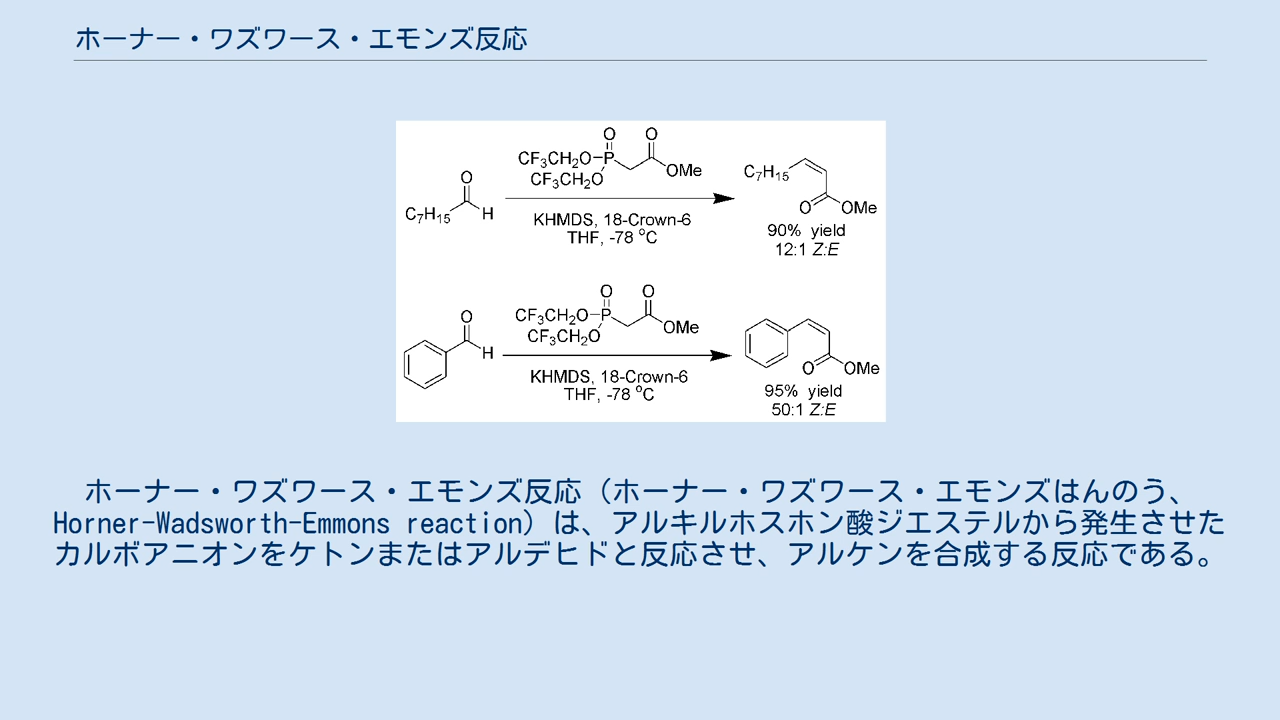 ホーナー・ワズワース・エモンズ反応
O O
CF₃CH₂O P OMe
CF₃CH₂O
O
C₇H₁₅ H
KHMDS, 18-Crown-6
THF, -78 °C
C₇H₁₅
O OMe
90% yield
12:1 Z:E
O O
CF₃CH₂O P OMe
CF₃CH₂O
O
H
KHMDS, 18-Crown-6
THF, -78 °C
O OMe
95% yield
50:1 Z:E
ホーナー・ワズワース・エモンズ反応（ホーナー・ワズワース・エモンズはんのう、
Horner-Wadsworth-Emmons reaction）は、アルキルホスホン酸ジエステルから発生させた
カルボアニオンをケトンまたはアルデヒドと反応させ、アルケンを合成する反応である。